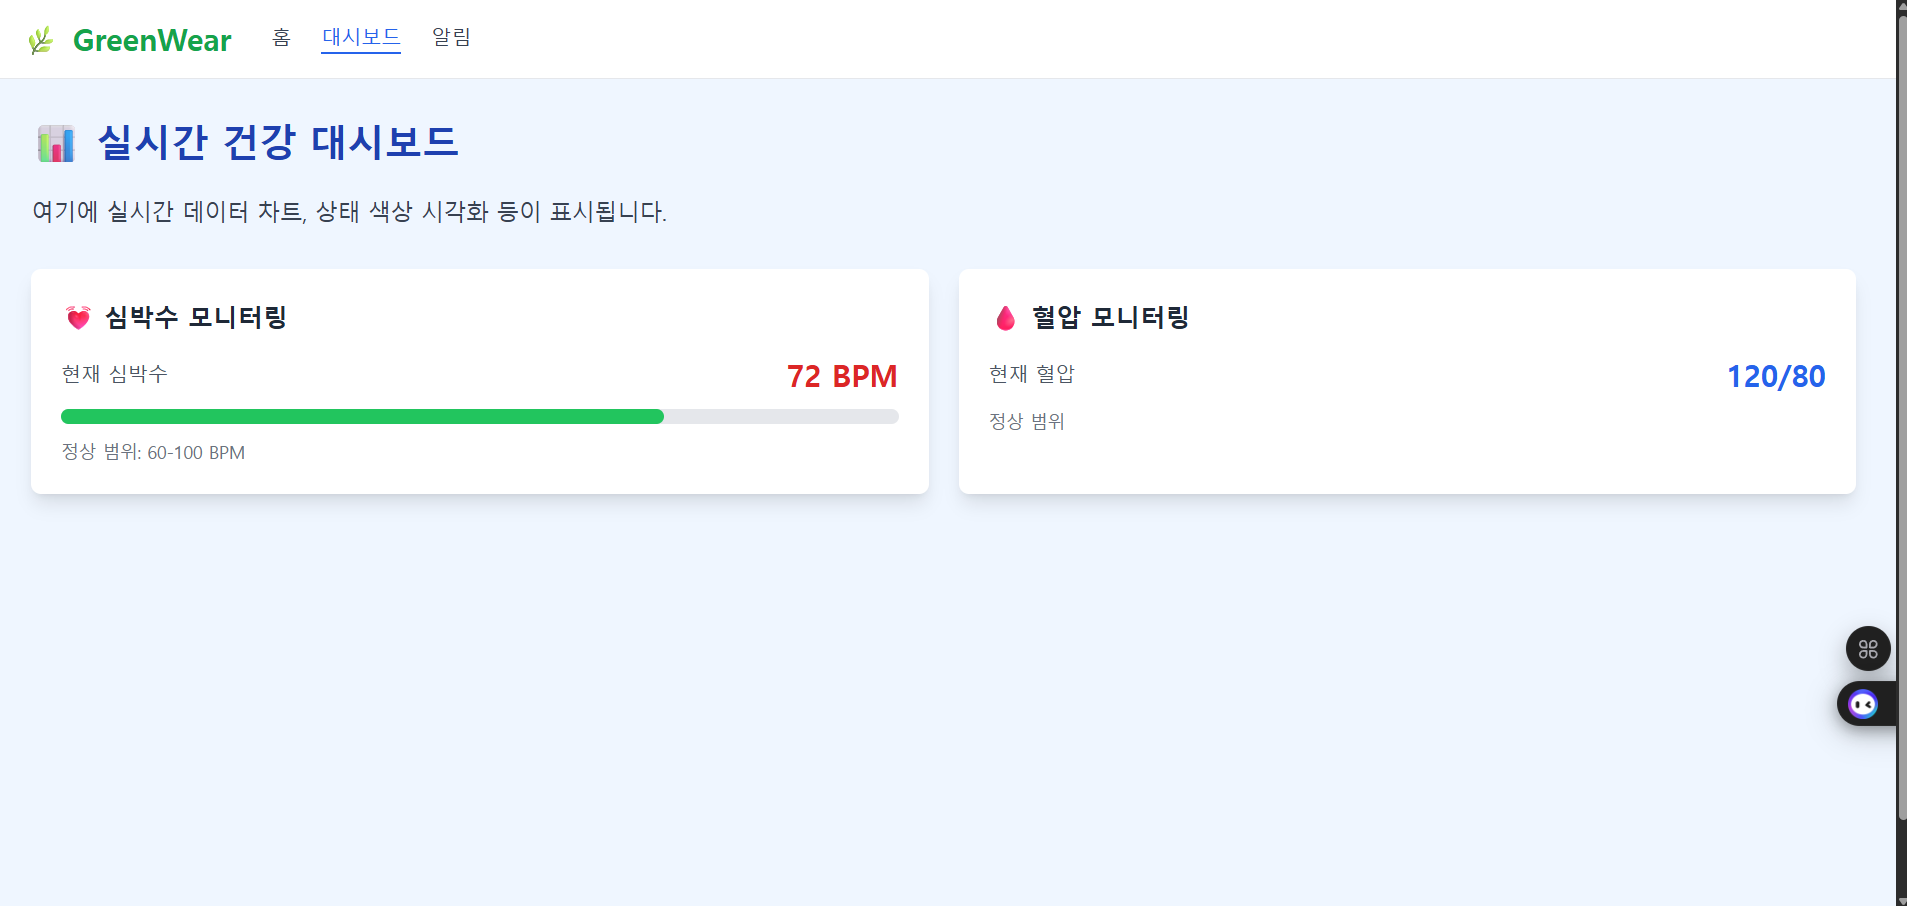 GreenWear 홈 대시보드 알림
실시간 건강 대시보드
여기에 실시간 데이터 차트, 상태 색상 시각화 등이 표시됩니다.
심박수 모니터링
현재 심박수 72 BPM
정상 범위: 60-100 BPM
혈압 모니터링
현재 혈압 120/80
정상 범위